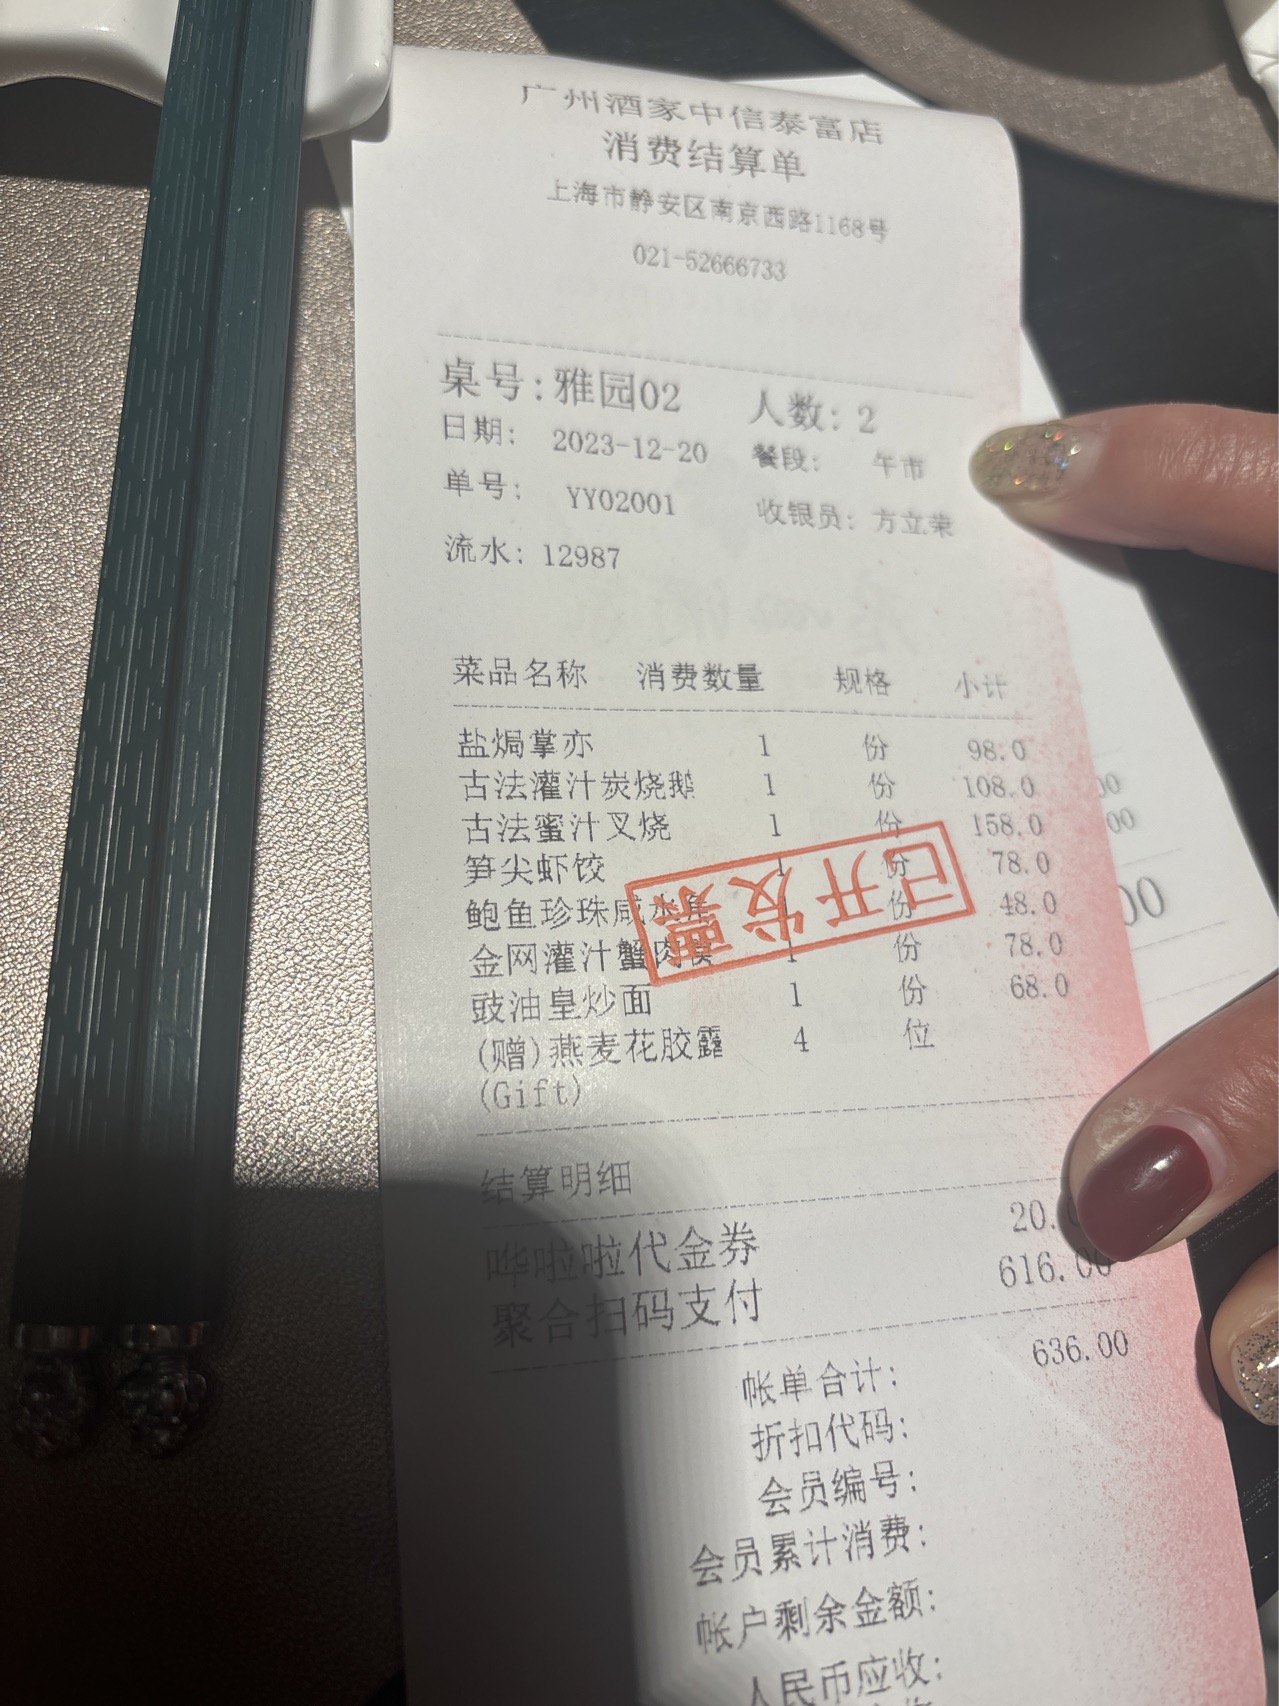 广州酒家中信泰富店
消费结算单
上海市静安区南京西路1168号
021-52666733
桌号:雅园02 人数: 2
日期: 2023-12-20 餐段: 午市
单号: YY02001 收银员: 方立荣
流水: 12987
菜品名称 消费数量 规格 小计
盐焗掌亦 1 份 98.0
古法灌汁炭烧鹅 1 份 108.0
古法蜜汁叉烧 1 份 158.0
笋尖虾饺 1 份 78.0
鲍鱼珍珠咸水角 份 48.0
金网灌汁蟹肉 1 份 78.0
豉油皇炒面 1 份 68.0
(赠)燕麦花胶露 4 位
(Gift)
已开发票
结算明细
哗啦啦代金券 20.
聚合扫码支付 616.00
帐单合计: 636.00
折扣代码:
会员编号:
会员累计消费:
帐户剩余金额:
人民币应收: